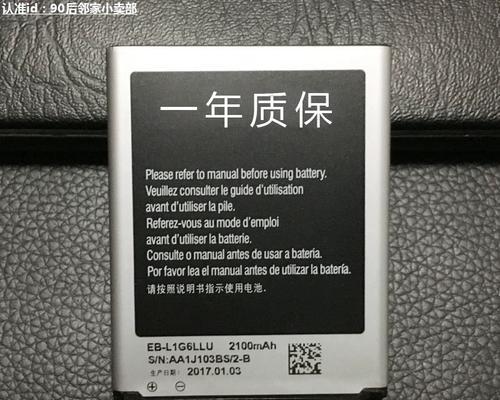 认准id：90后邻家小卖部
一年质保
Please refer to manual before using battery.
Veuillez consulter le guide d'utilisation
avant d'utiliser la pile.
Referez-vous au mode d'emploi
avant d'utiliser la batterie.
Consulte o manual antes de usar a bateria.
Por favor lea el manual antes de utilizar la batería.
请按照说明书指示使用电池.
EB-L1G6LLU 2100mAh
S/N:AA1J103BS/2-B
生产日期： 2017.01.03